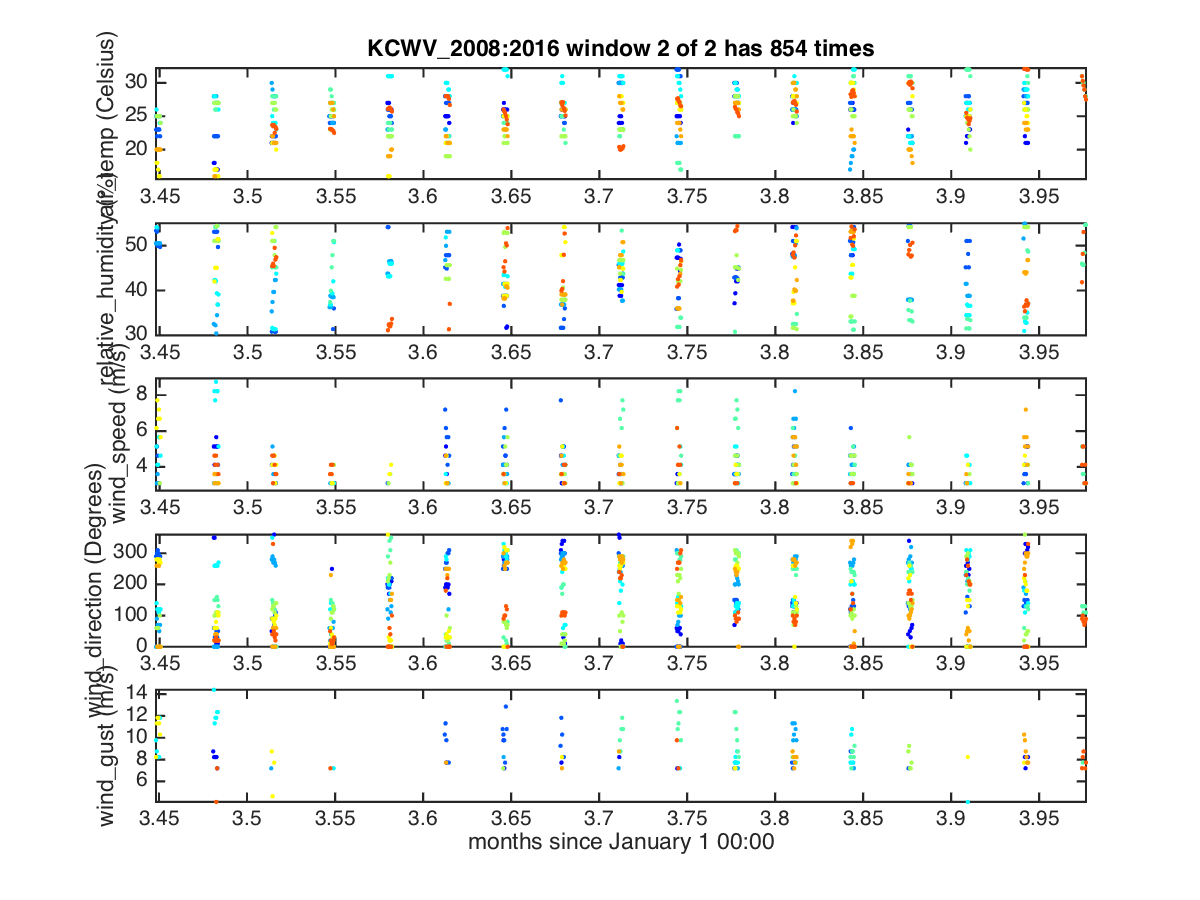 KCWV_2008:2016 window 2 of 2 has 854 times
air_temp (Celsius)
30
25
20
3.45 3.5 3.55 3.6 3.65 3.7 3.75 3.8 3.85 3.9 3.95
relative_humidity (%)
50
40
30
3.45 3.5 3.55 3.6 3.65 3.7 3.75 3.8 3.85 3.9 3.95
wind_speed (m/s)
8
6
4
3.45 3.5 3.55 3.6 3.65 3.7 3.75 3.8 3.85 3.9 3.95
wind_direction (Degrees)
300
200
100
0
3.45 3.5 3.55 3.6 3.65 3.7 3.75 3.8 3.85 3.9 3.95
wind_gust (m/s)
14
12
10
8
6
3.45 3.5 3.55 3.6 3.65 3.7 3.75 3.8 3.85 3.9 3.95
months since January 1 00:00